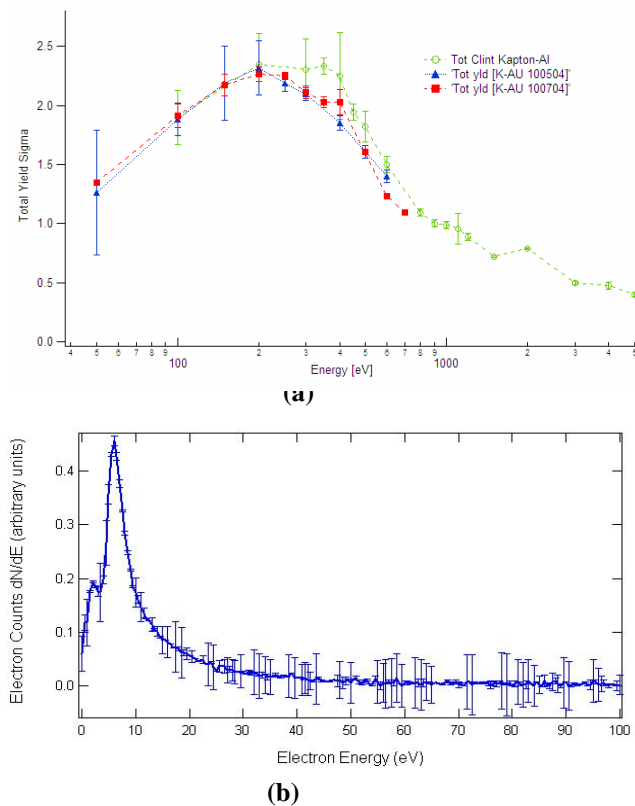 2.5
2.0
1.5
1.0
0.5
0.0
Total Yield Sigma
Tot Clint Kapton-Al
'Tot yld [K-AU 100504]'
'Tot yld [K-AU 100704]'
4 5 6 7 8 9 100 2 3 4 5 6 7 8 9 1000 2 3 4 5
Energy [eV]
(a)
0.4
0.3
0.2
0.1
0.0
Electron Counts dN/dE (arbitrary units)
0 10 20 30 40 50 60 70 80 90 100
Electron Energy (eV)
(b)